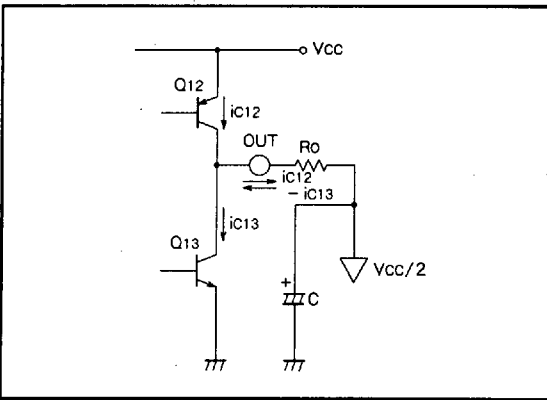 Vcc
Q12
iC12
OUT
Ro
iC12
− iC13
iC13
Q13
Vcc/2
+
C